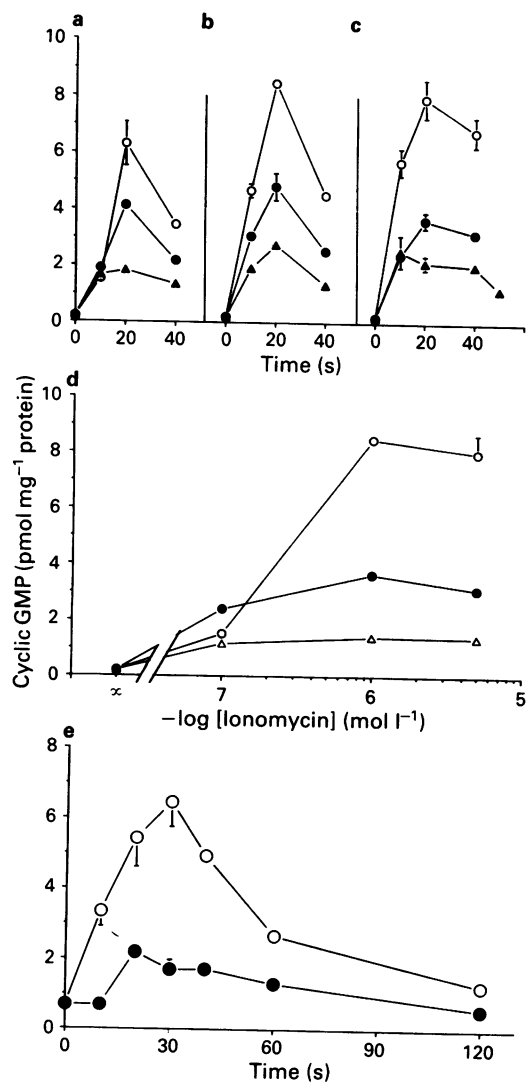 a b c
10
8
6
4
2
0
0 20 40 0 20 40 0 20 40
Time (s)
Cyclic GMP (pmol mg⁻¹ protein)
d
10
8
6
4
2
0
∝ 7 6 5
−log [Ionomycin] (mol l⁻¹)
e
8
6
4
2
0
0 30 60 90 120
Time (s)